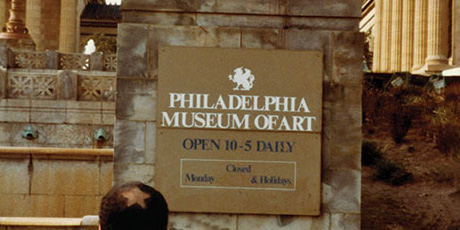 PHILADELPHIA
MUSEUM OF ART
OPEN 10-5 DAILY
Closed
Monday & Holidays